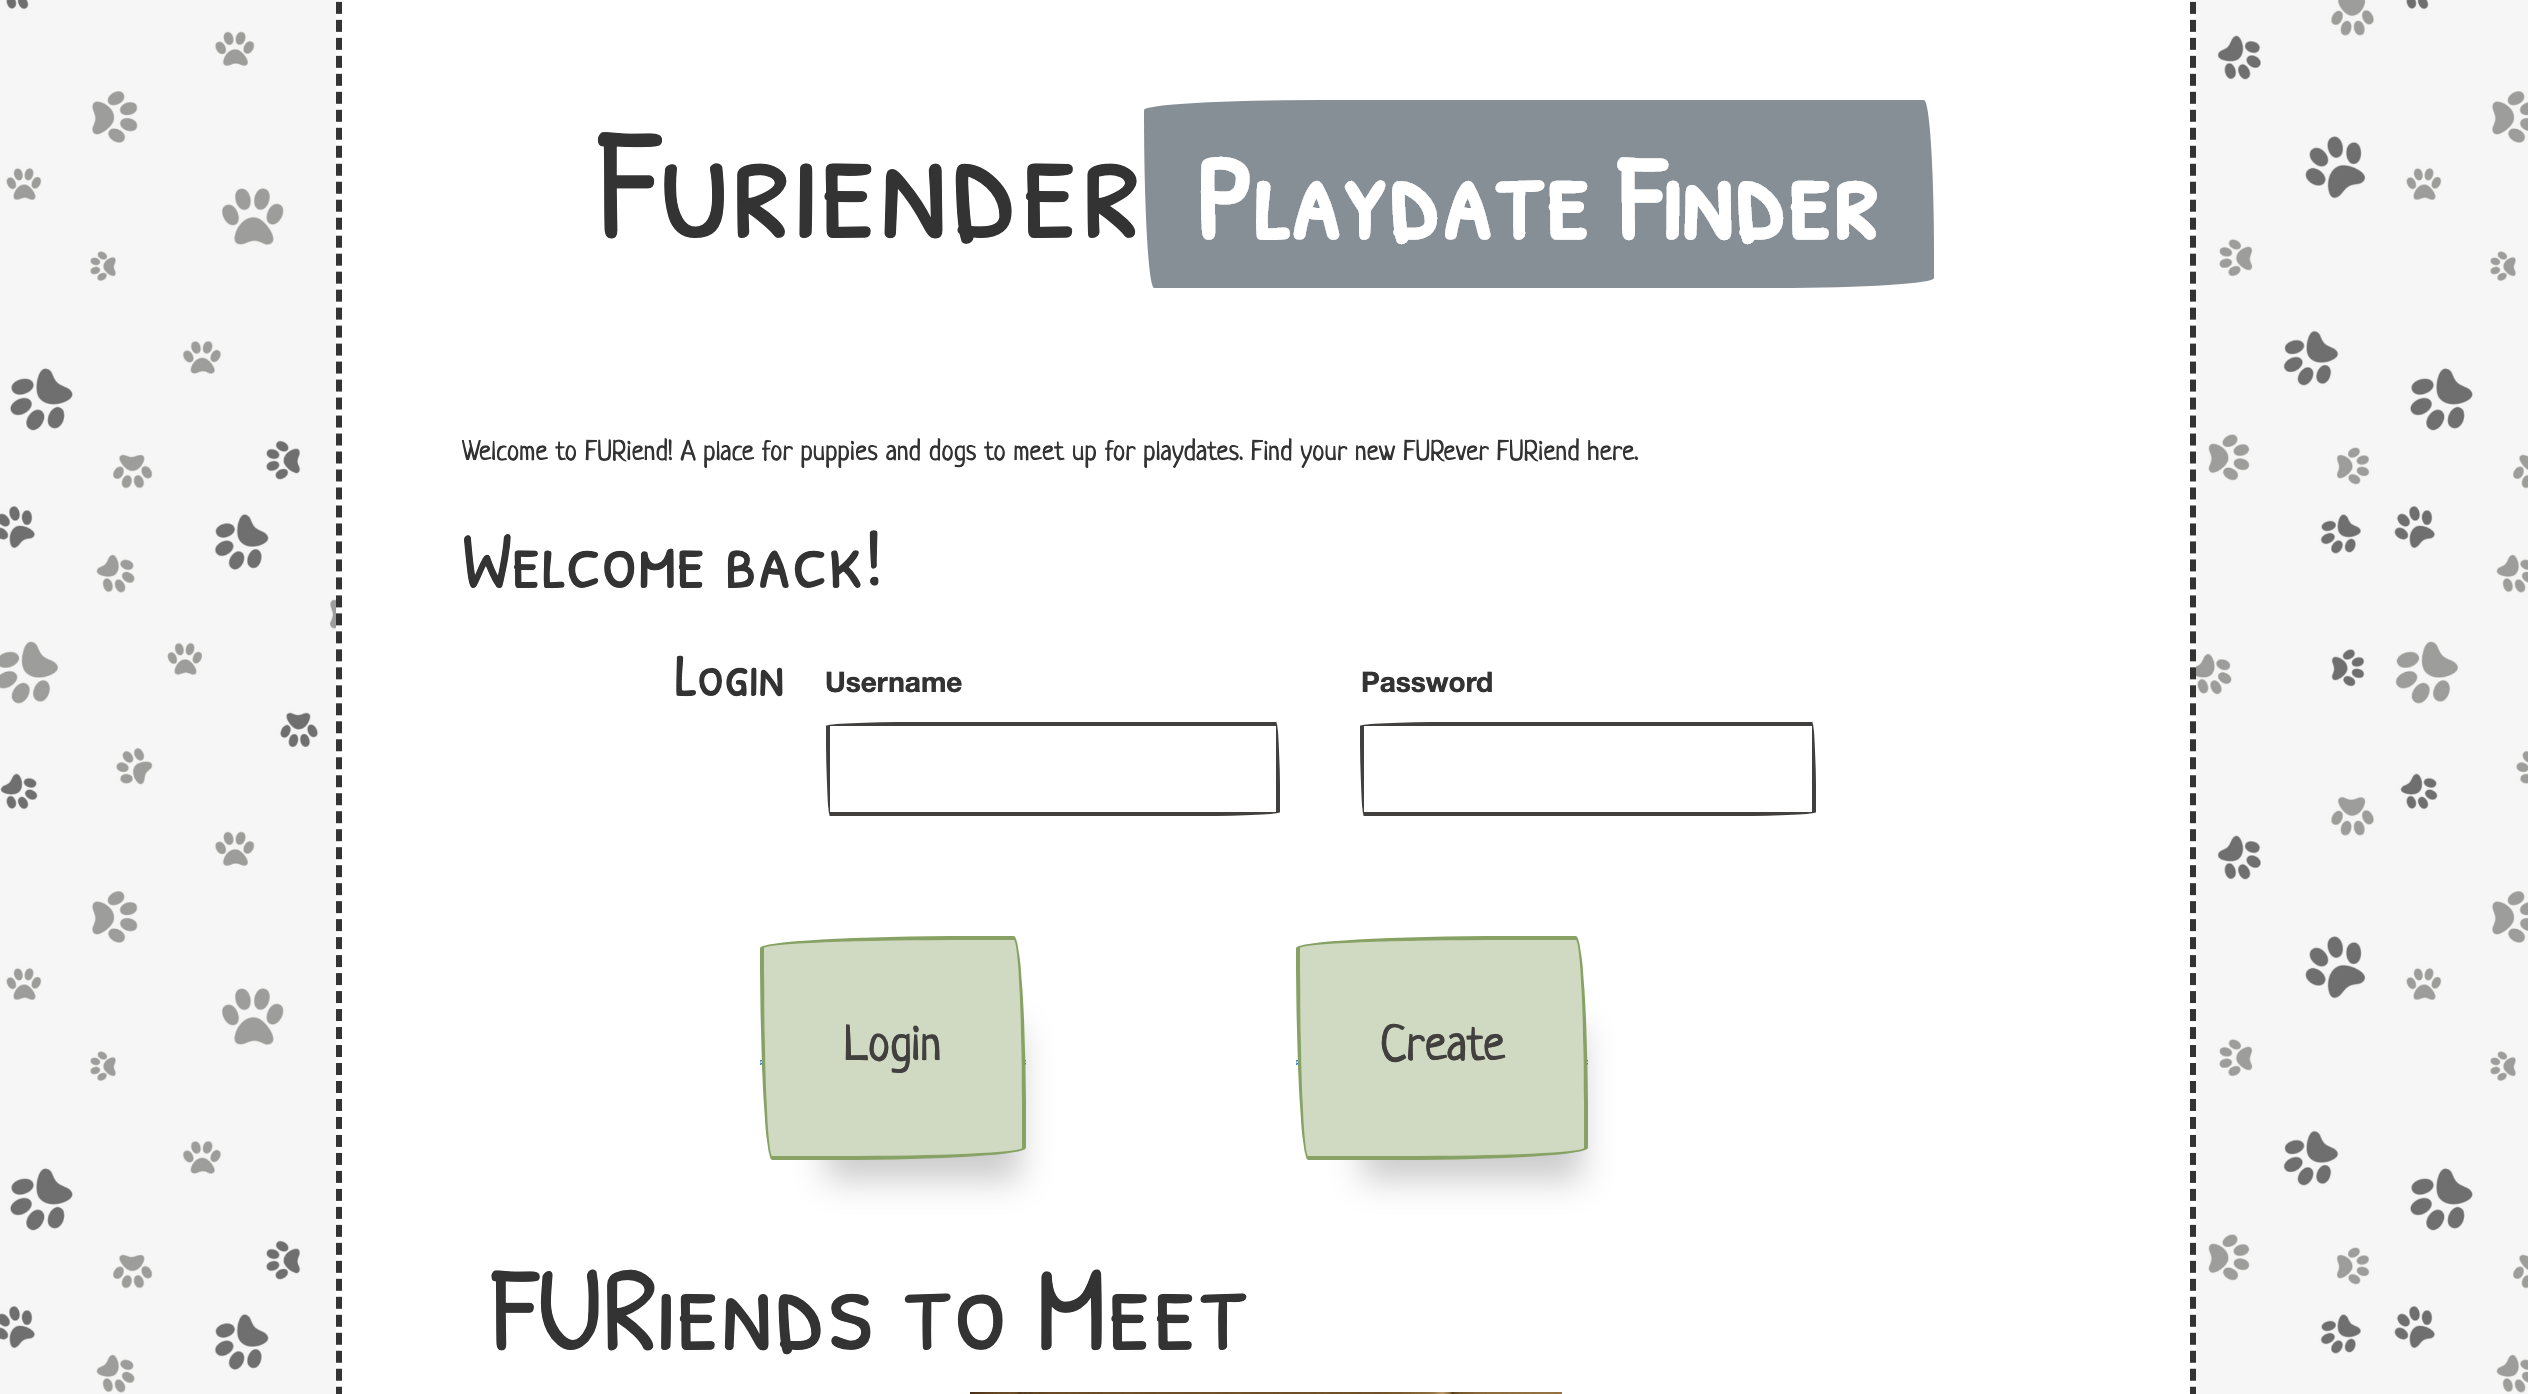 Furiender Playdate Finder
Welcome to FURiend! A place for puppies and dogs to meet up for playdates. Find your new FURever FURiend here.
Welcome back!
Login Username Password
Login Create
FURiends to Meet